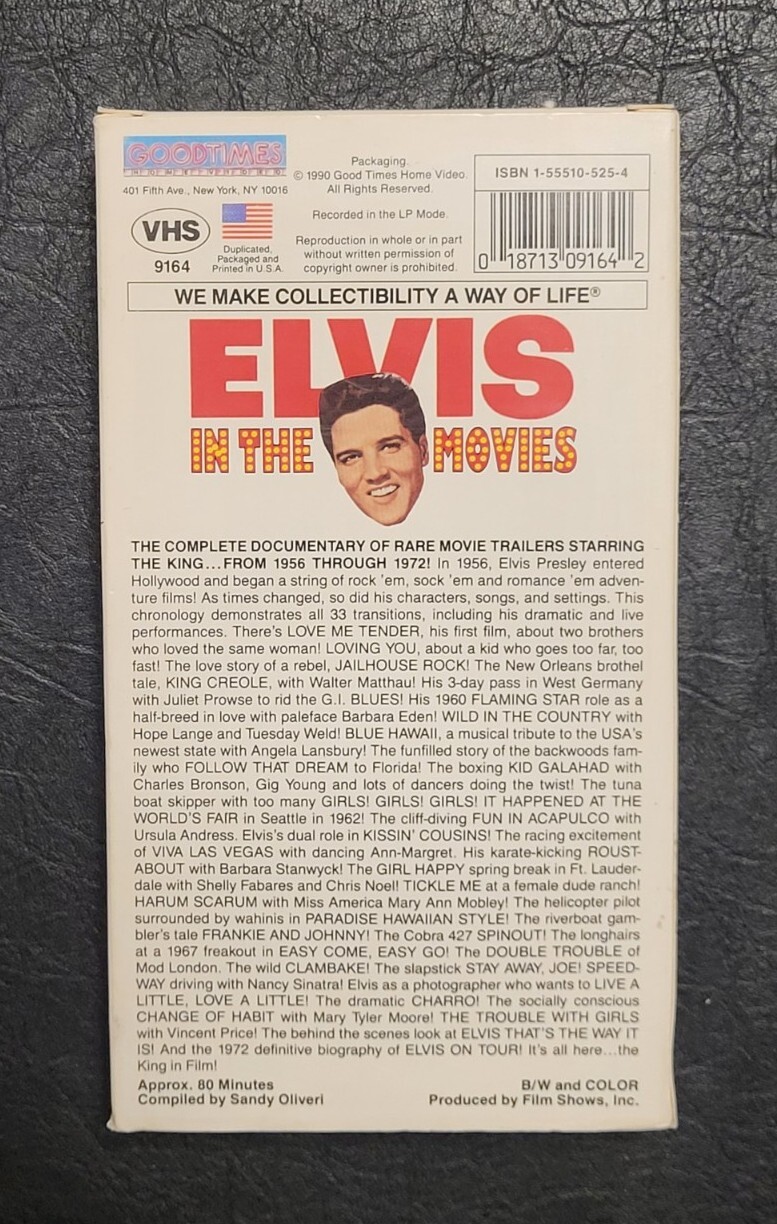 GOODTIMES
HOME VIDEO
401 Fifth Ave., New York, NY 10016
VHS
9164
Duplicated,
Packaged and
Printed in U.S.A.
Packaging.
© 1990 Good Times Home Video.
All Rights Reserved.
Recorded in the LP Mode.
Reproduction in whole or in part
without written permission of
copyright owner is prohibited.
ISBN 1-55510-525-4
0 18713 09164 2
WE MAKE COLLECTIBILITY A WAY OF LIFE®
ELVIS
IN THE MOVIES
THE COMPLETE DOCUMENTARY OF RARE MOVIE TRAILERS STARRING
THE KING...FROM 1956 THROUGH 1972! In 1956, Elvis Presley entered
Hollywood and began a string of rock 'em, sock 'em and romance 'em adven-
ture films! As times changed, so did his characters, songs, and settings. This
chronology demonstrates all 33 transitions, including his dramatic and live
performances. There's LOVE ME TENDER, his first film, about two brothers
who loved the same woman! LOVING YOU, about a kid who goes too far, too
fast! The love story of a rebel, JAILHOUSE ROCK! The New Orleans brothel
tale, KING CREOLE, with Walter Matthau! His 3-day pass in West Germany
with Juliet Prowse to rid the G.I. BLUES! His 1960 FLAMING STAR role as a
half-breed in love with paleface Barbara Eden! WILD IN THE COUNTRY with
Hope Lange and Tuesday Weld! BLUE HAWAII, a musical tribute to the USA's
newest state with Angela Lansbury! The funfilled story of the backwoods fam-
ily who FOLLOW THAT DREAM to Florida! The boxing KID GALAHAD with
Charles Bronson, Gig Young and lots of dancers doing the twist! The tuna
boat skipper with too many GIRLS! GIRLS! GIRLS! IT HAPPENED AT THE
WORLD'S FAIR in Seattle in 1962! The cliff-diving FUN IN ACAPULCO with
Ursula Andress. Elvis's dual role in KISSIN' COUSINS! The racing excitement
of VIVA LAS VEGAS with dancing Ann-Margret. His karate-kicking ROUST-
ABOUT with Barbara Stanwyck! The GIRL HAPPY spring break in Ft. Lauder-
dale with Shelly Fabares and Chris Noel! TICKLE ME at a female dude ranch!
HARUM SCARUM with Miss America Mary Ann Mobley! The helicopter pilot
surrounded by wahinis in PARADISE HAWAIIAN STYLE! The riverboat gam-
bler's tale FRANKIE AND JOHNNY! The Cobra 427 SPINOUT! The longhairs
at a 1967 freakout in EASY COME, EASY GO! The DOUBLE TROUBLE of
Mod London. The wild CLAMBAKE! The slapstick STAY AWAY, JOE! SPEED-
WAY driving with Nancy Sinatra! Elvis as a photographer who wants to LIVE A
LITTLE, LOVE A LITTLE! The dramatic CHARRO! The socially conscious
CHANGE OF HABIT with Mary Tyler Moore! THE TROUBLE WITH GIRLS
with Vincent Price! The behind the scenes look at ELVIS THAT'S THE WAY IT
IS! And the 1972 definitive biography of ELVIS ON TOUR! It's all here...the
King in Film!
Approx. 80 Minutes
Compiled by Sandy Oliveri
B/W and COLOR
Produced by Film Shows, Inc.